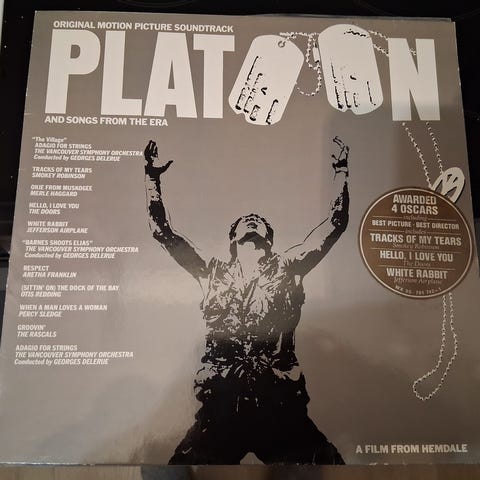 ORIGINAL MOTION PICTURE SOUNDTRACK
PLATOON
AND SONGS FROM THE ERA
"The Village"
ADAGIO FOR STRINGS
THE VANCOUVER SYMPHONY ORCHESTRA
Conducted by GEORGES DELERUE
TRACKS OF MY TEARS
SMOKEY ROBINSON
OKIE FROM MUSKOGEE
MERLE HAGGARD
HELLO, I LOVE YOU
THE DOORS
WHITE RABBIT
JEFFERSON AIRPLANE
"BARNES SHOOTS ELIAS"
THE VANCOUVER SYMPHONY ORCHESTRA
Conducted by GEORGES DELERUE
RESPECT
ARETHA FRANKLIN
(SITTIN' ON) THE DOCK OF THE BAY
OTIS REDDING
WHEN A MAN LOVES A WOMAN
PERCY SLEDGE
GROOVIN'
THE RASCALS
ADAGIO FOR STRINGS
THE VANCOUVER SYMPHONY ORCHESTRA
Conducted by GEORGES DELERUE
AWARDED
4 OSCARS
including
BEST PICTURE · BEST DIRECTOR
includes
TRACKS OF MY TEARS
Smokey Robinson
HELLO, I LOVE YOU
The Doors
WHITE RABBIT
Jefferson Airplane
A FILM FROM HEMDALE